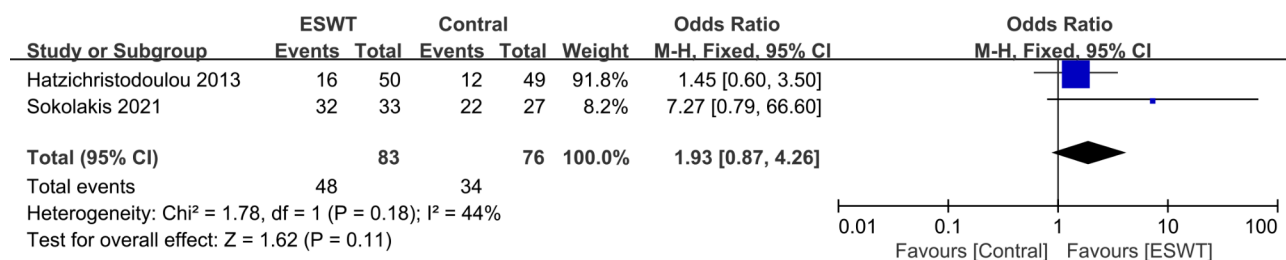 ESWT Contral Odds Ratio Odds Ratio
Study or Subgroup Events Total Events Total Weight M-H, Fixed, 95% CI M-H, Fixed, 95% CI
Hatzichristodoulou 2013 16 50 12 49 91.8% 1.45 [0.60, 3.50]
Sokolakis 2021 32 33 22 27 8.2% 7.27 [0.79, 66.60]
Total (95% CI) 83 76 100.0% 1.93 [0.87, 4.26]
Total events 48 34
Heterogeneity: Chi² = 1.78, df = 1 (P = 0.18); I² = 44%
Test for overall effect: Z = 1.62 (P = 0.11)
0.01 0.1 1 10 100
Favours [Contral] Favours [ESWT]